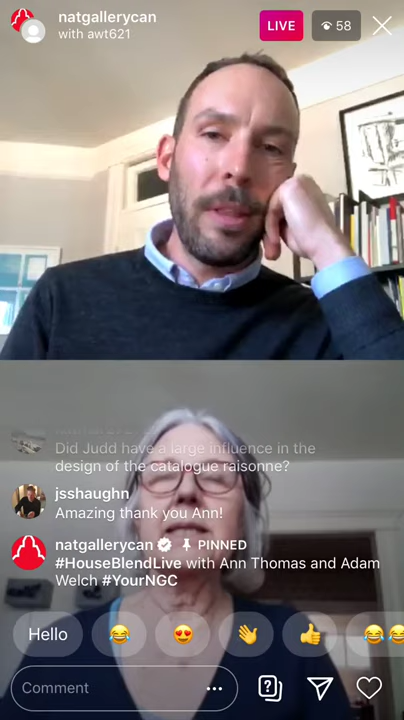 natgallerycan
with awt621
LIVE
58
Did Judd have a large influence in the
design of the catalogue raisonne?
jsshaughn
Amazing thank you Ann!
natgallerycan PINNED
#HouseBlendLive with Ann Thomas and Adam
Welch #YourNGC
Hello
Comment